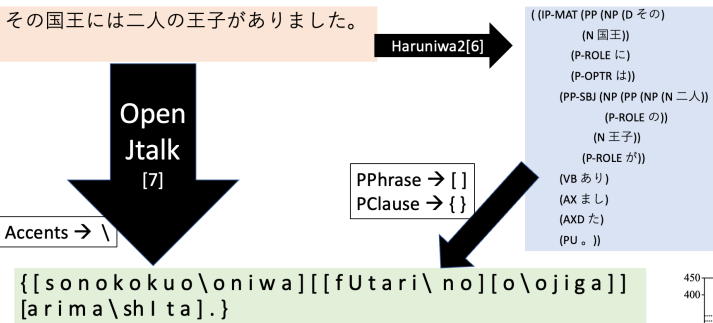 その国王には二人の王子がありました。
Haruniwa2[6]
( (IP-MAT (PP (NP (D その)
(N 国王))
(P-ROLE に)
(P-OPTR は))
(PP-SBJ (NP (PP (NP (N 二人))
(P-ROLE の))
(N 王子))
(P-ROLE が))
(VB あり)
(AX まし)
(AXD た)
(PU 。))
Open
Jtalk
[7]
PPhrase → [ ]
PClause → { }
Accents → \
{[sonokokuo\oniwa][[fUtari\ no][o\ojiga]]
[arima\shIta].}
450
400